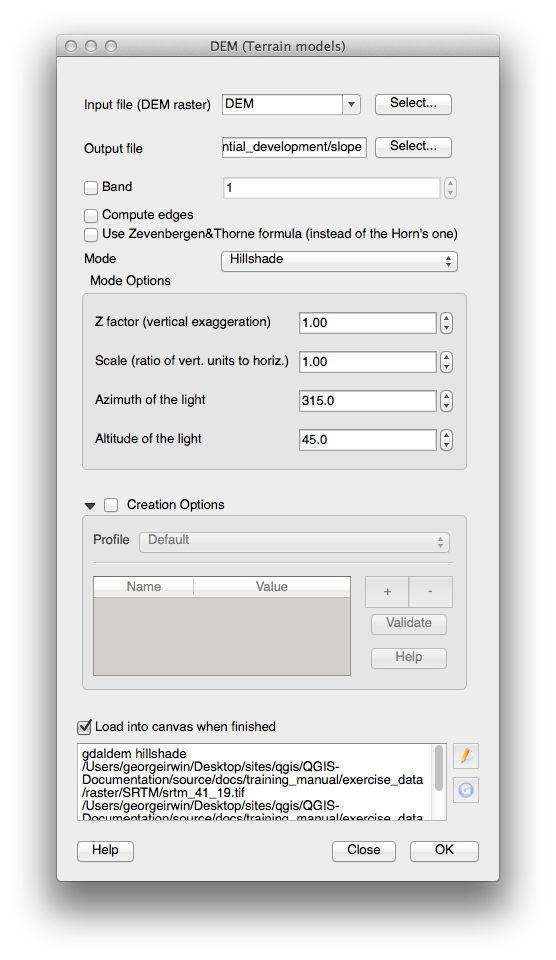 DEM (Terrain models)
Input file (DEM raster) DEM Select...
Output file ntial_development/slope Select...
Band 1
Compute edges
Use Zevenbergen&Thorne formula (instead of the Horn's one)
Mode Hillshade
Mode Options
Z factor (vertical exaggeration) 1.00
Scale (ratio of vert. units to horiz.) 1.00
Azimuth of the light 315.0
Altitude of the light 45.0
Creation Options
Profile Default
Name Value + -
Validate
Help
Load into canvas when finished
gdaldem hillshade
/Users/georgeirwin/Desktop/sites/qgis/QGIS-
Documentation/source/docs/training_manual/exercise_data
/raster/SRTM/srtm_41_19.tif
/Users/georgeirwin/Desktop/sites/qgis/QGIS-
Documentation/source/docs/training_manual/exercise_data
Help Close OK